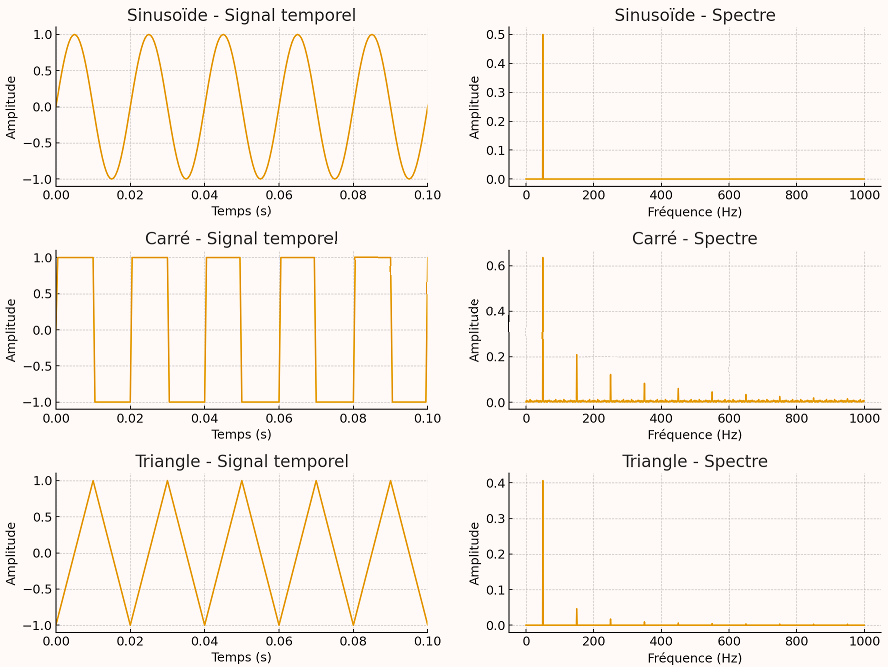 Sinusoïde - Signal temporel
1.0
0.5
0.0
−0.5
−1.0
Amplitude
0.00 0.02 0.04 0.06 0.08 0.10
Temps (s)
Sinusoïde - Spectre
0.5
0.4
0.3
0.2
0.1
0.0
Amplitude
0 200 400 600 800 1000
Fréquence (Hz)
Carré - Signal temporel
1.0
0.5
0.0
−0.5
−1.0
Amplitude
0.00 0.02 0.04 0.06 0.08 0.10
Temps (s)
Carré - Spectre
0.6
0.4
0.2
0.0
Amplitude
0 200 400 600 800 1000
Fréquence (Hz)
Triangle - Signal temporel
1.0
0.5
0.0
−0.5
−1.0
Amplitude
0.00 0.02 0.04 0.06 0.08 0.10
Temps (s)
Triangle - Spectre
0.4
0.3
0.2
0.1
0.0
Amplitude
0 200 400 600 800 1000
Fréquence (Hz)